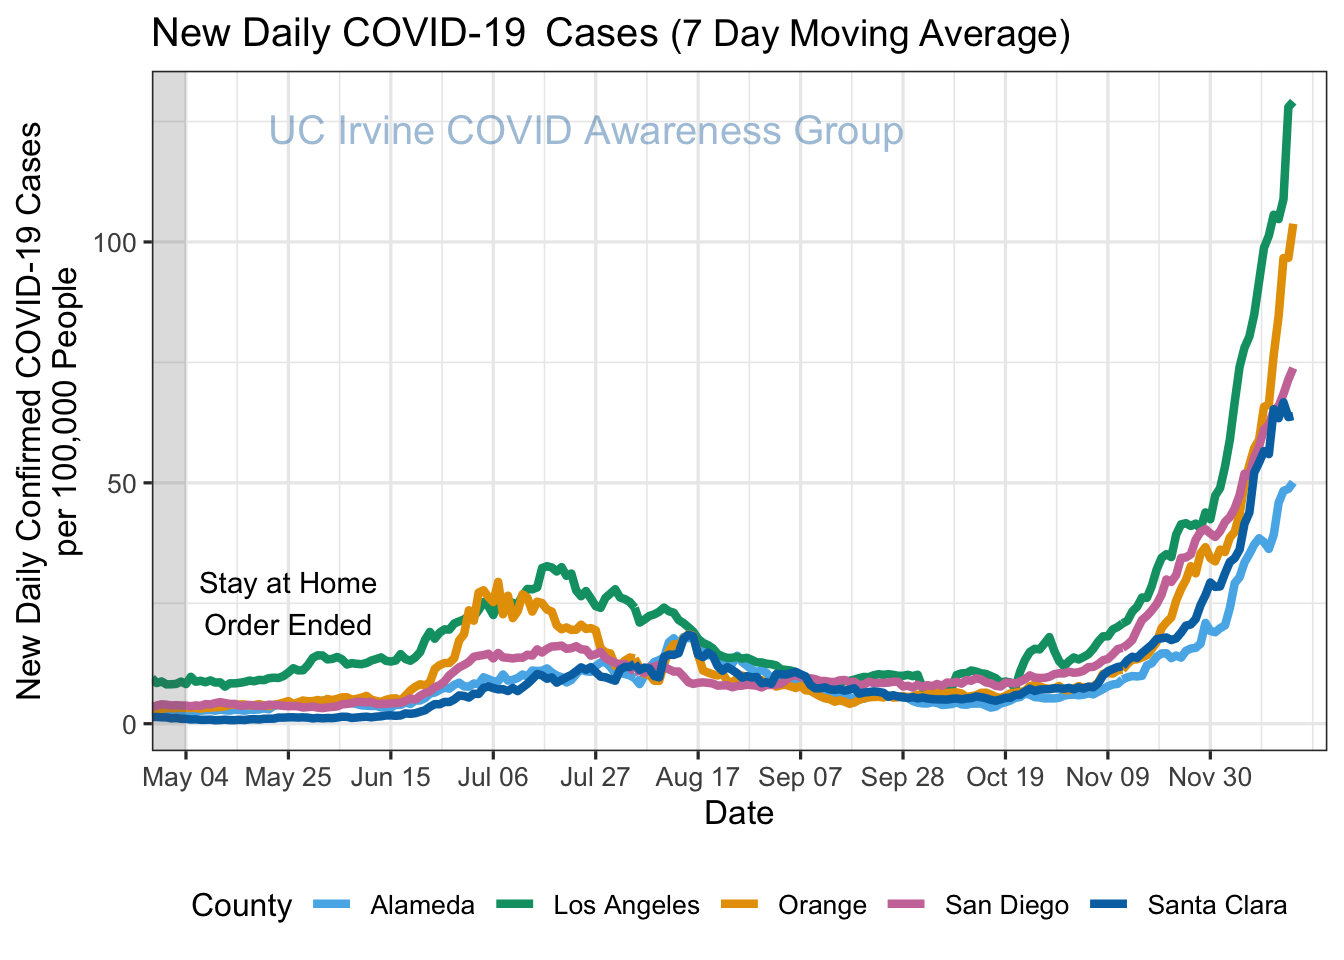 New Daily COVID-19 Cases (7 Day Moving Average)
UC Irvine COVID Awareness Group
New Daily Confirmed COVID-19 Cases
per 100,000 People
100
50
0
Stay at Home
Order Ended
May 04 May 25 Jun 15 Jul 06 Jul 27 Aug 17 Sep 07 Sep 28 Oct 19 Nov 09 Nov 30
Date
County Alameda Los Angeles Orange San Diego Santa Clara